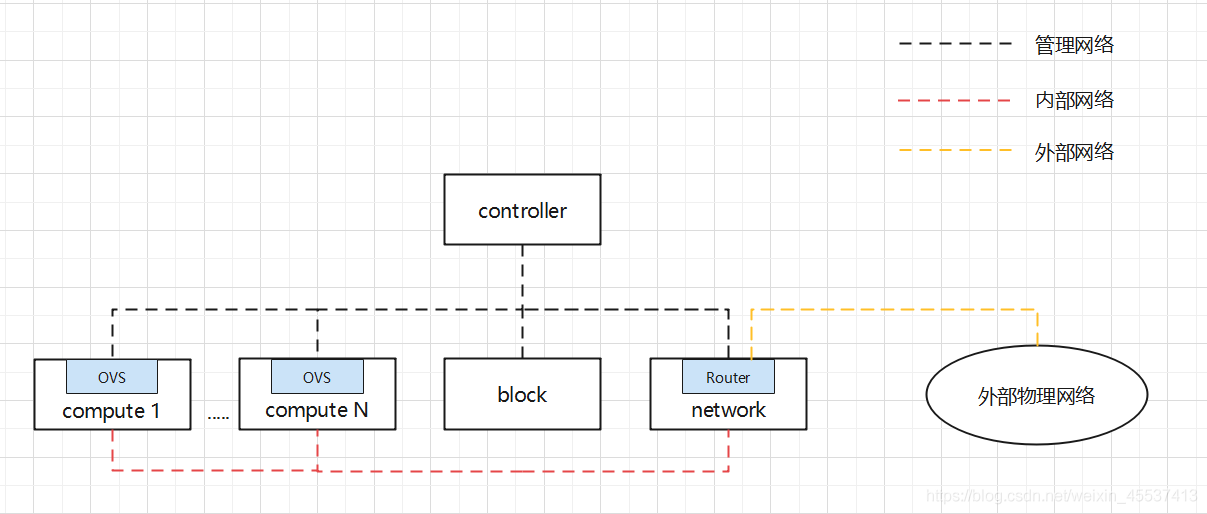 管理网络
内部网络
外部网络
controller
OVS
compute 1
.....
OVS
compute N
block
Router
network
外部物理网络
https://blog.csdn.net/weixin_45537413